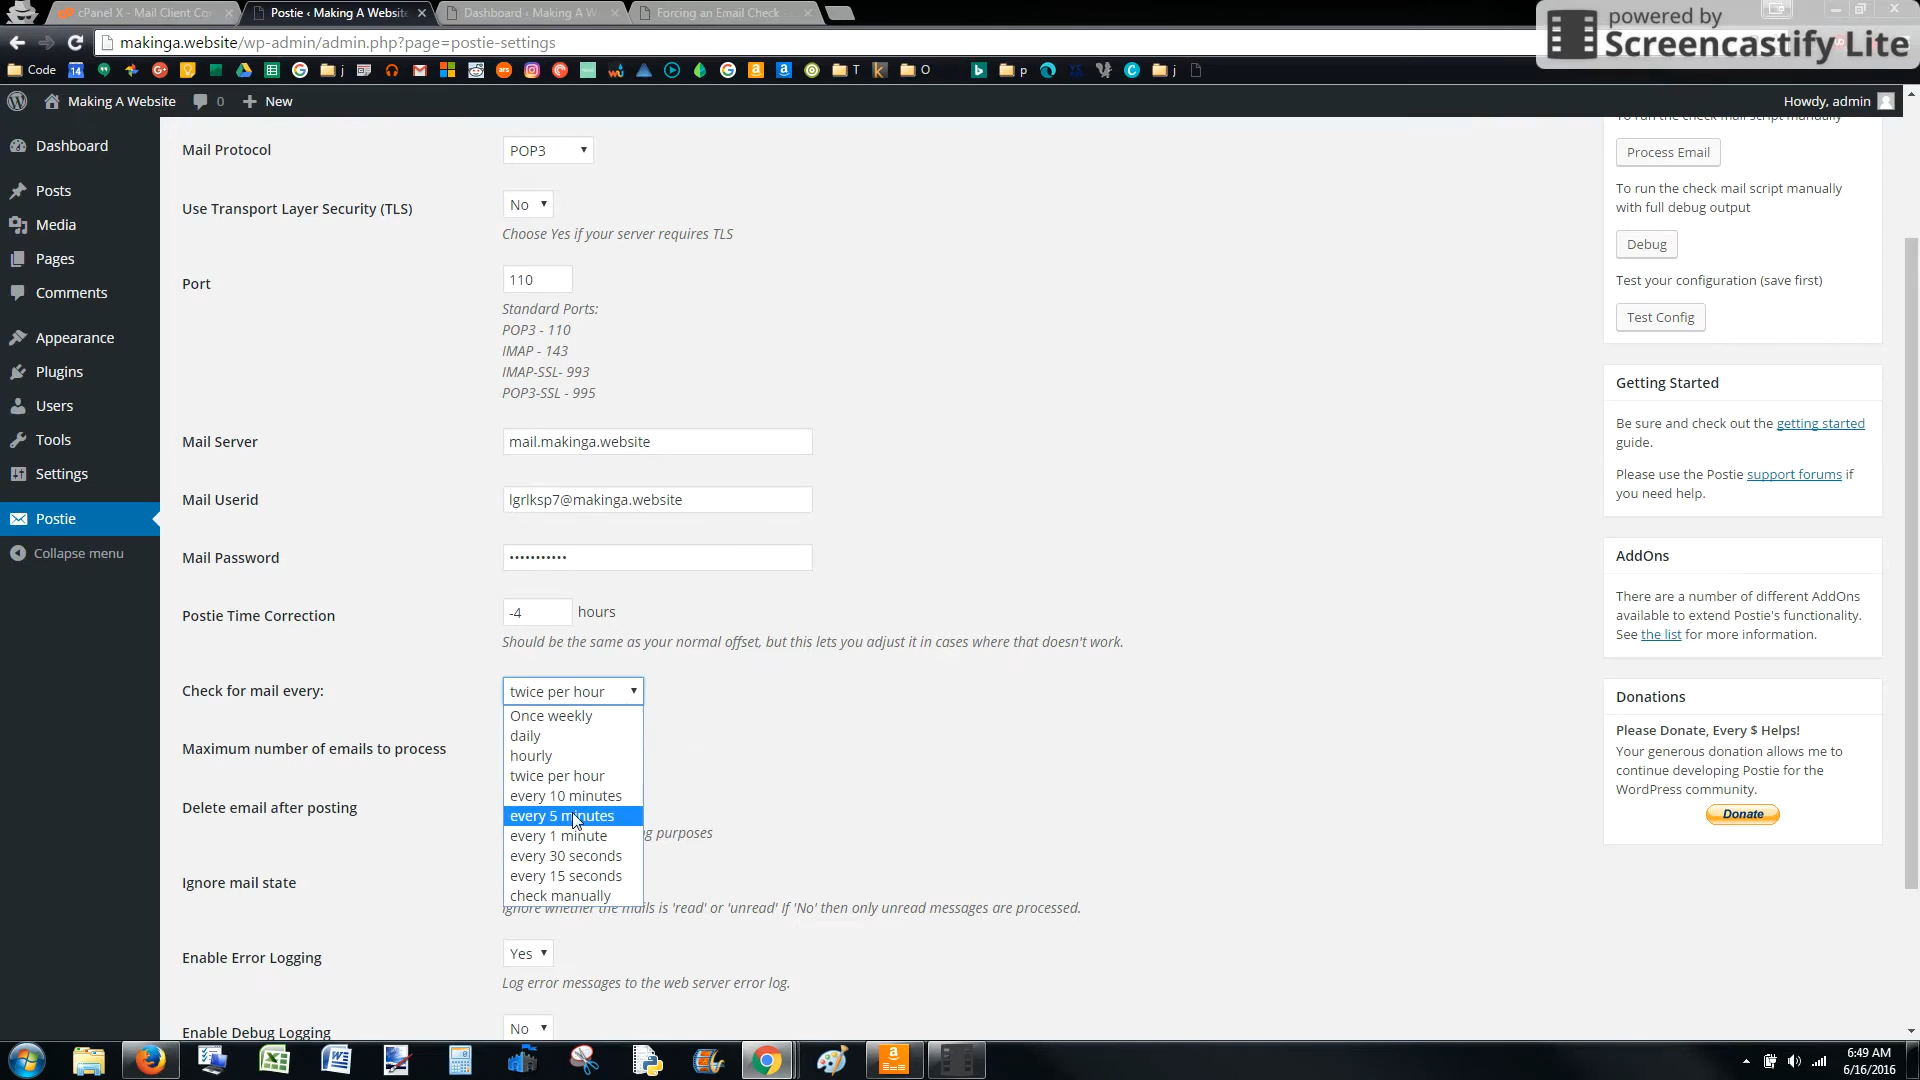 cPanel X - Mail Client Co
Postie ‹ Making A Website
Dashboard ‹ Making A W
Forcing an Email Check
powered by
Screencastify Lite
makinga.website/wp-admin/admin.php?page=postie-settings
Code
14
j
T
O
p
j
Making A Website
0
New
Howdy, admin
Dashboard
Posts
Media
Pages
Comments
Appearance
Plugins
Users
Tools
Settings
Postie
Collapse menu
Mail Protocol
POP3
Use Transport Layer Security (TLS)
No
Choose Yes if your server requires TLS
Port
110
Standard Ports:
POP3 - 110
IMAP - 143
IMAP-SSL- 993
POP3-SSL - 995
Mail Server
mail.makinga.website
Mail Userid
lgrlksp7@makinga.website
Mail Password
•••••••••••
Postie Time Correction
-4
hours
Should be the same as your normal offset, but this lets you adjust it in cases where that doesn't work.
Check for mail every:
twice per hour
Once weekly
daily
hourly
twice per hour
every 10 minutes
every 5 minutes
every 1 minute
every 30 seconds
every 15 seconds
check manually
Maximum number of emails to process
Delete email after posting
purposes
Ignore mail state
Ignore whether the mails is 'read' or 'unread' If 'No' then only unread messages are processed.
Enable Error Logging
Yes
Log error messages to the web server error log.
Enable Debug Logging
No
To run the check mail script manually
Process Email
To run the check mail script manually
with full debug output
Debug
Test your configuration (save first)
Test Config
Getting Started
Be sure and check out the getting started
guide.
Please use the Postie support forums if
you need help.
AddOns
There are a number of different AddOns
available to extend Postie's functionality.
See the list for more information.
Donations
Please Donate, Every $ Helps!
Your generous donation allows me to
continue developing Postie for the
WordPress community.
Donate
6:49 AM
6/16/2016